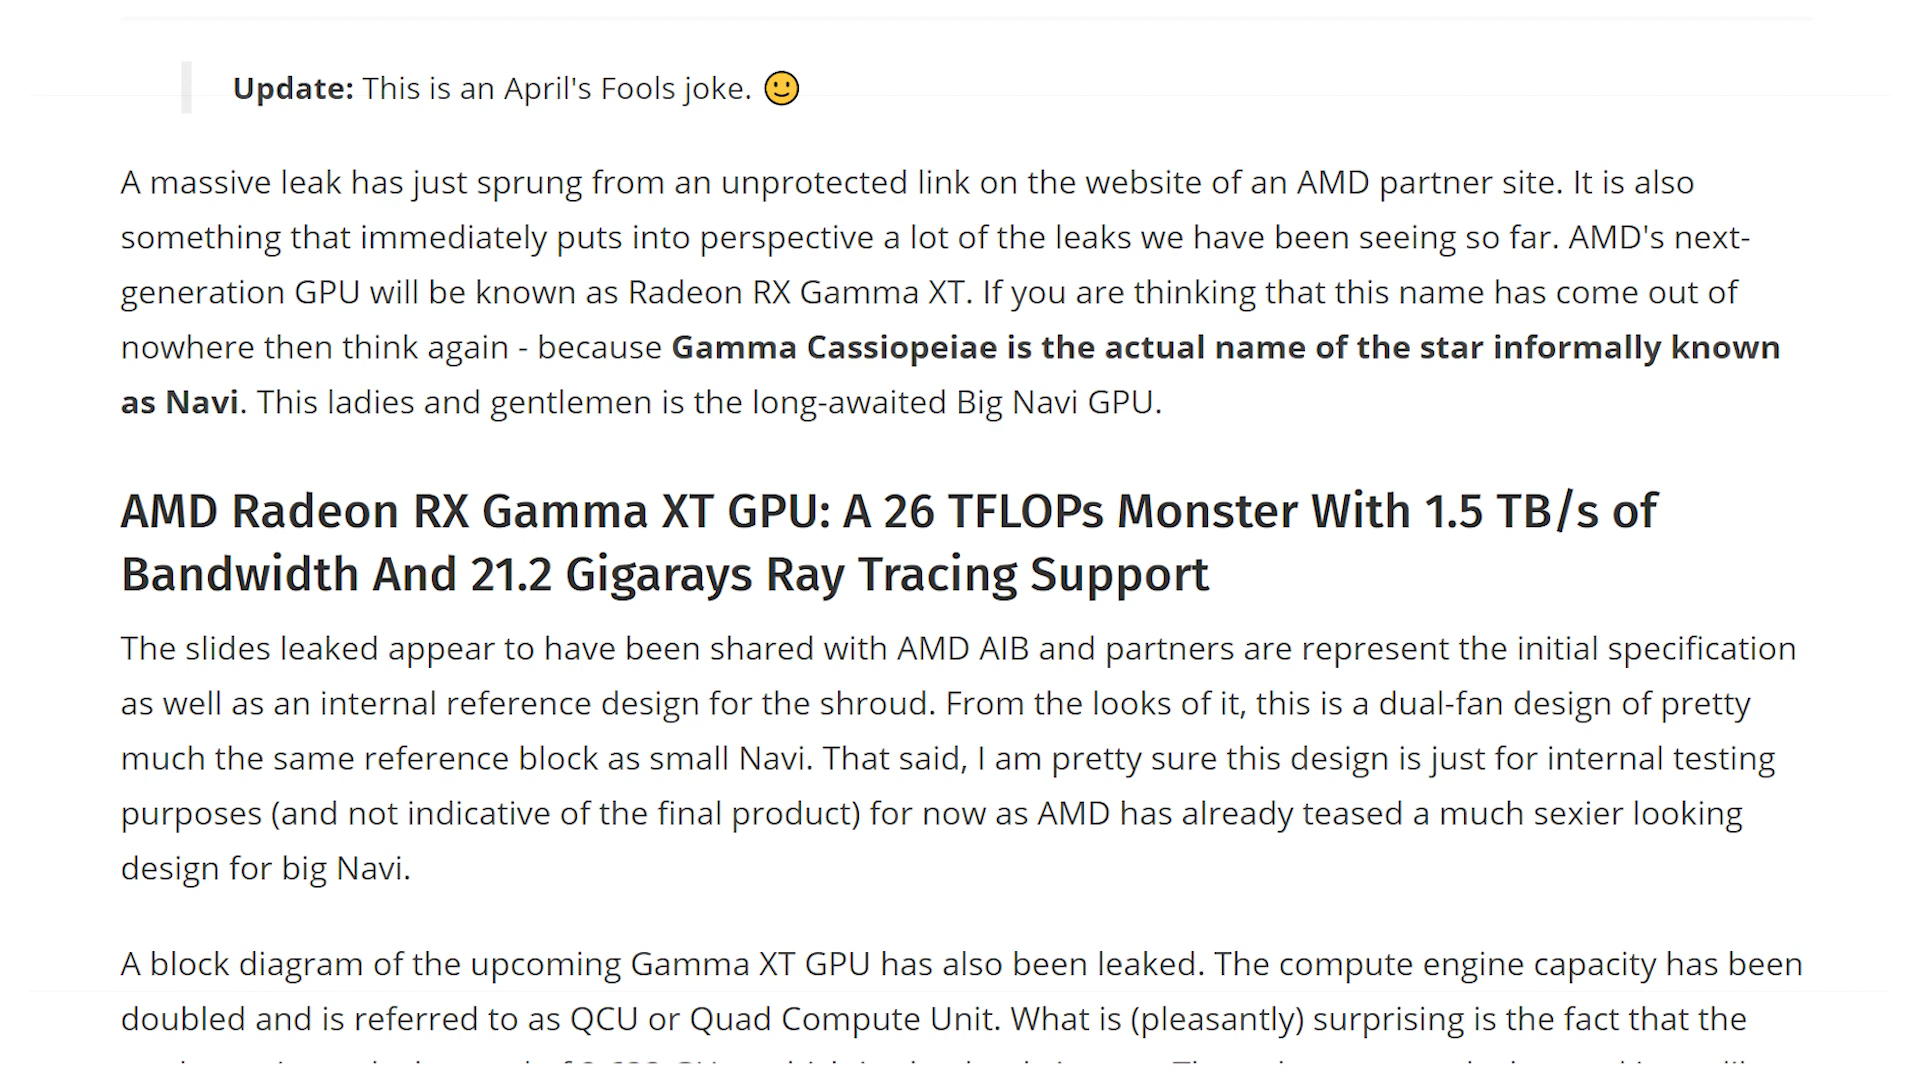 Update: This is an April's Fools joke. 🙂
A massive leak has just sprung from an unprotected link on the website of an AMD partner site. It is also
something that immediately puts into perspective a lot of the leaks we have been seeing so far. AMD's next-
generation GPU will be known as Radeon RX Gamma XT. If you are thinking that this name has come out of
nowhere then think again - because Gamma Cassiopeiae is the actual name of the star informally known
as Navi. This ladies and gentlemen is the long-awaited Big Navi GPU.
AMD Radeon RX Gamma XT GPU: A 26 TFLOPs Monster With 1.5 TB/s of
Bandwidth And 21.2 Gigarays Ray Tracing Support
The slides leaked appear to have been shared with AMD AIB and partners are represent the initial specification
as well as an internal reference design for the shroud. From the looks of it, this is a dual-fan design of pretty
much the same reference block as small Navi. That said, I am pretty sure this design is just for internal testing
purposes (and not indicative of the final product) for now as AMD has already teased a much sexier looking
design for big Navi.
A block diagram of the upcoming Gamma XT GPU has also been leaked. The compute engine capacity has been
doubled and is referred to as QCU or Quad Compute Unit. What is (pleasantly) surprising is the fact that the